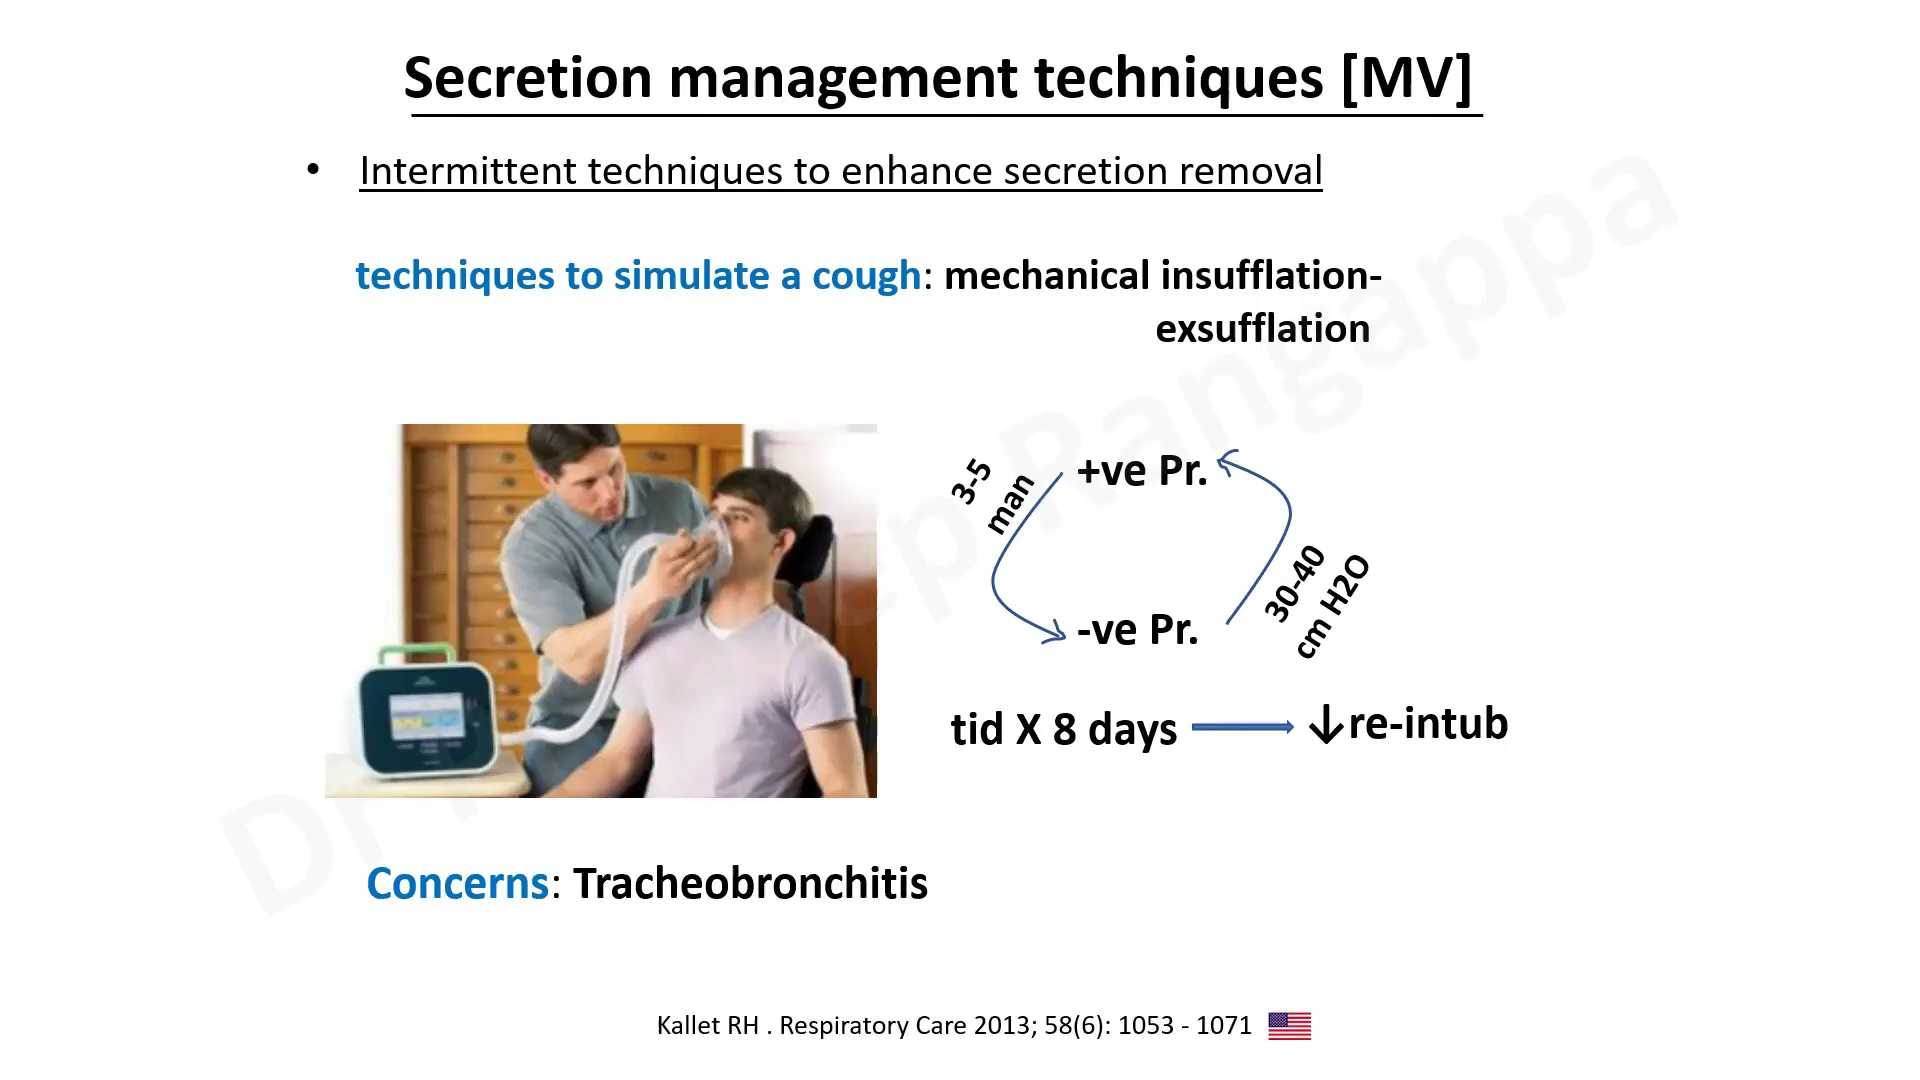 Secretion management techniques [MV]
• Intermittent techniques to enhance secretion removal
techniques to simulate a cough: mechanical insufflation-
exsufflation
3-5
man
+ve Pr.
-ve Pr.
30-40
cm H2O
tid X 8 days
↓re-intub
Concerns: Tracheobronchitis
Kallet RH . Respiratory Care 2013; 58(6): 1053 - 1071